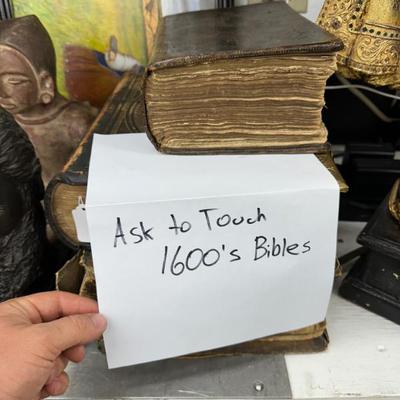 Ask to Touch
1600's Bibles